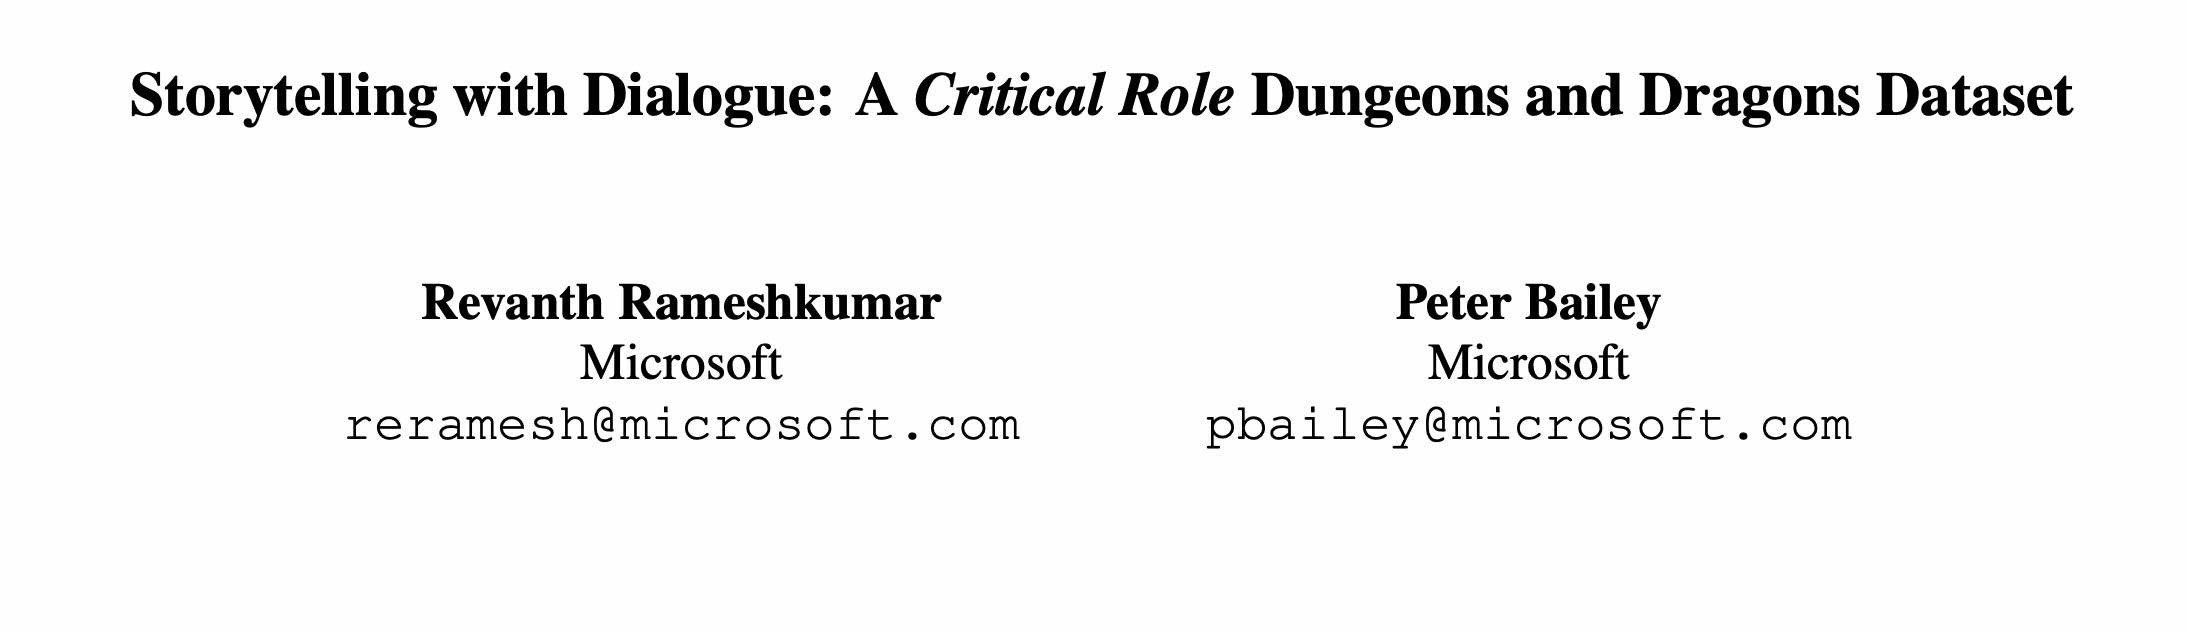 Storytelling with Dialogue: A Critical Role Dungeons and Dragons Dataset
Revanth Rameshkumar
Microsoft
reramesh@microsoft.com
Peter Bailey
Microsoft
pbailey@microsoft.com